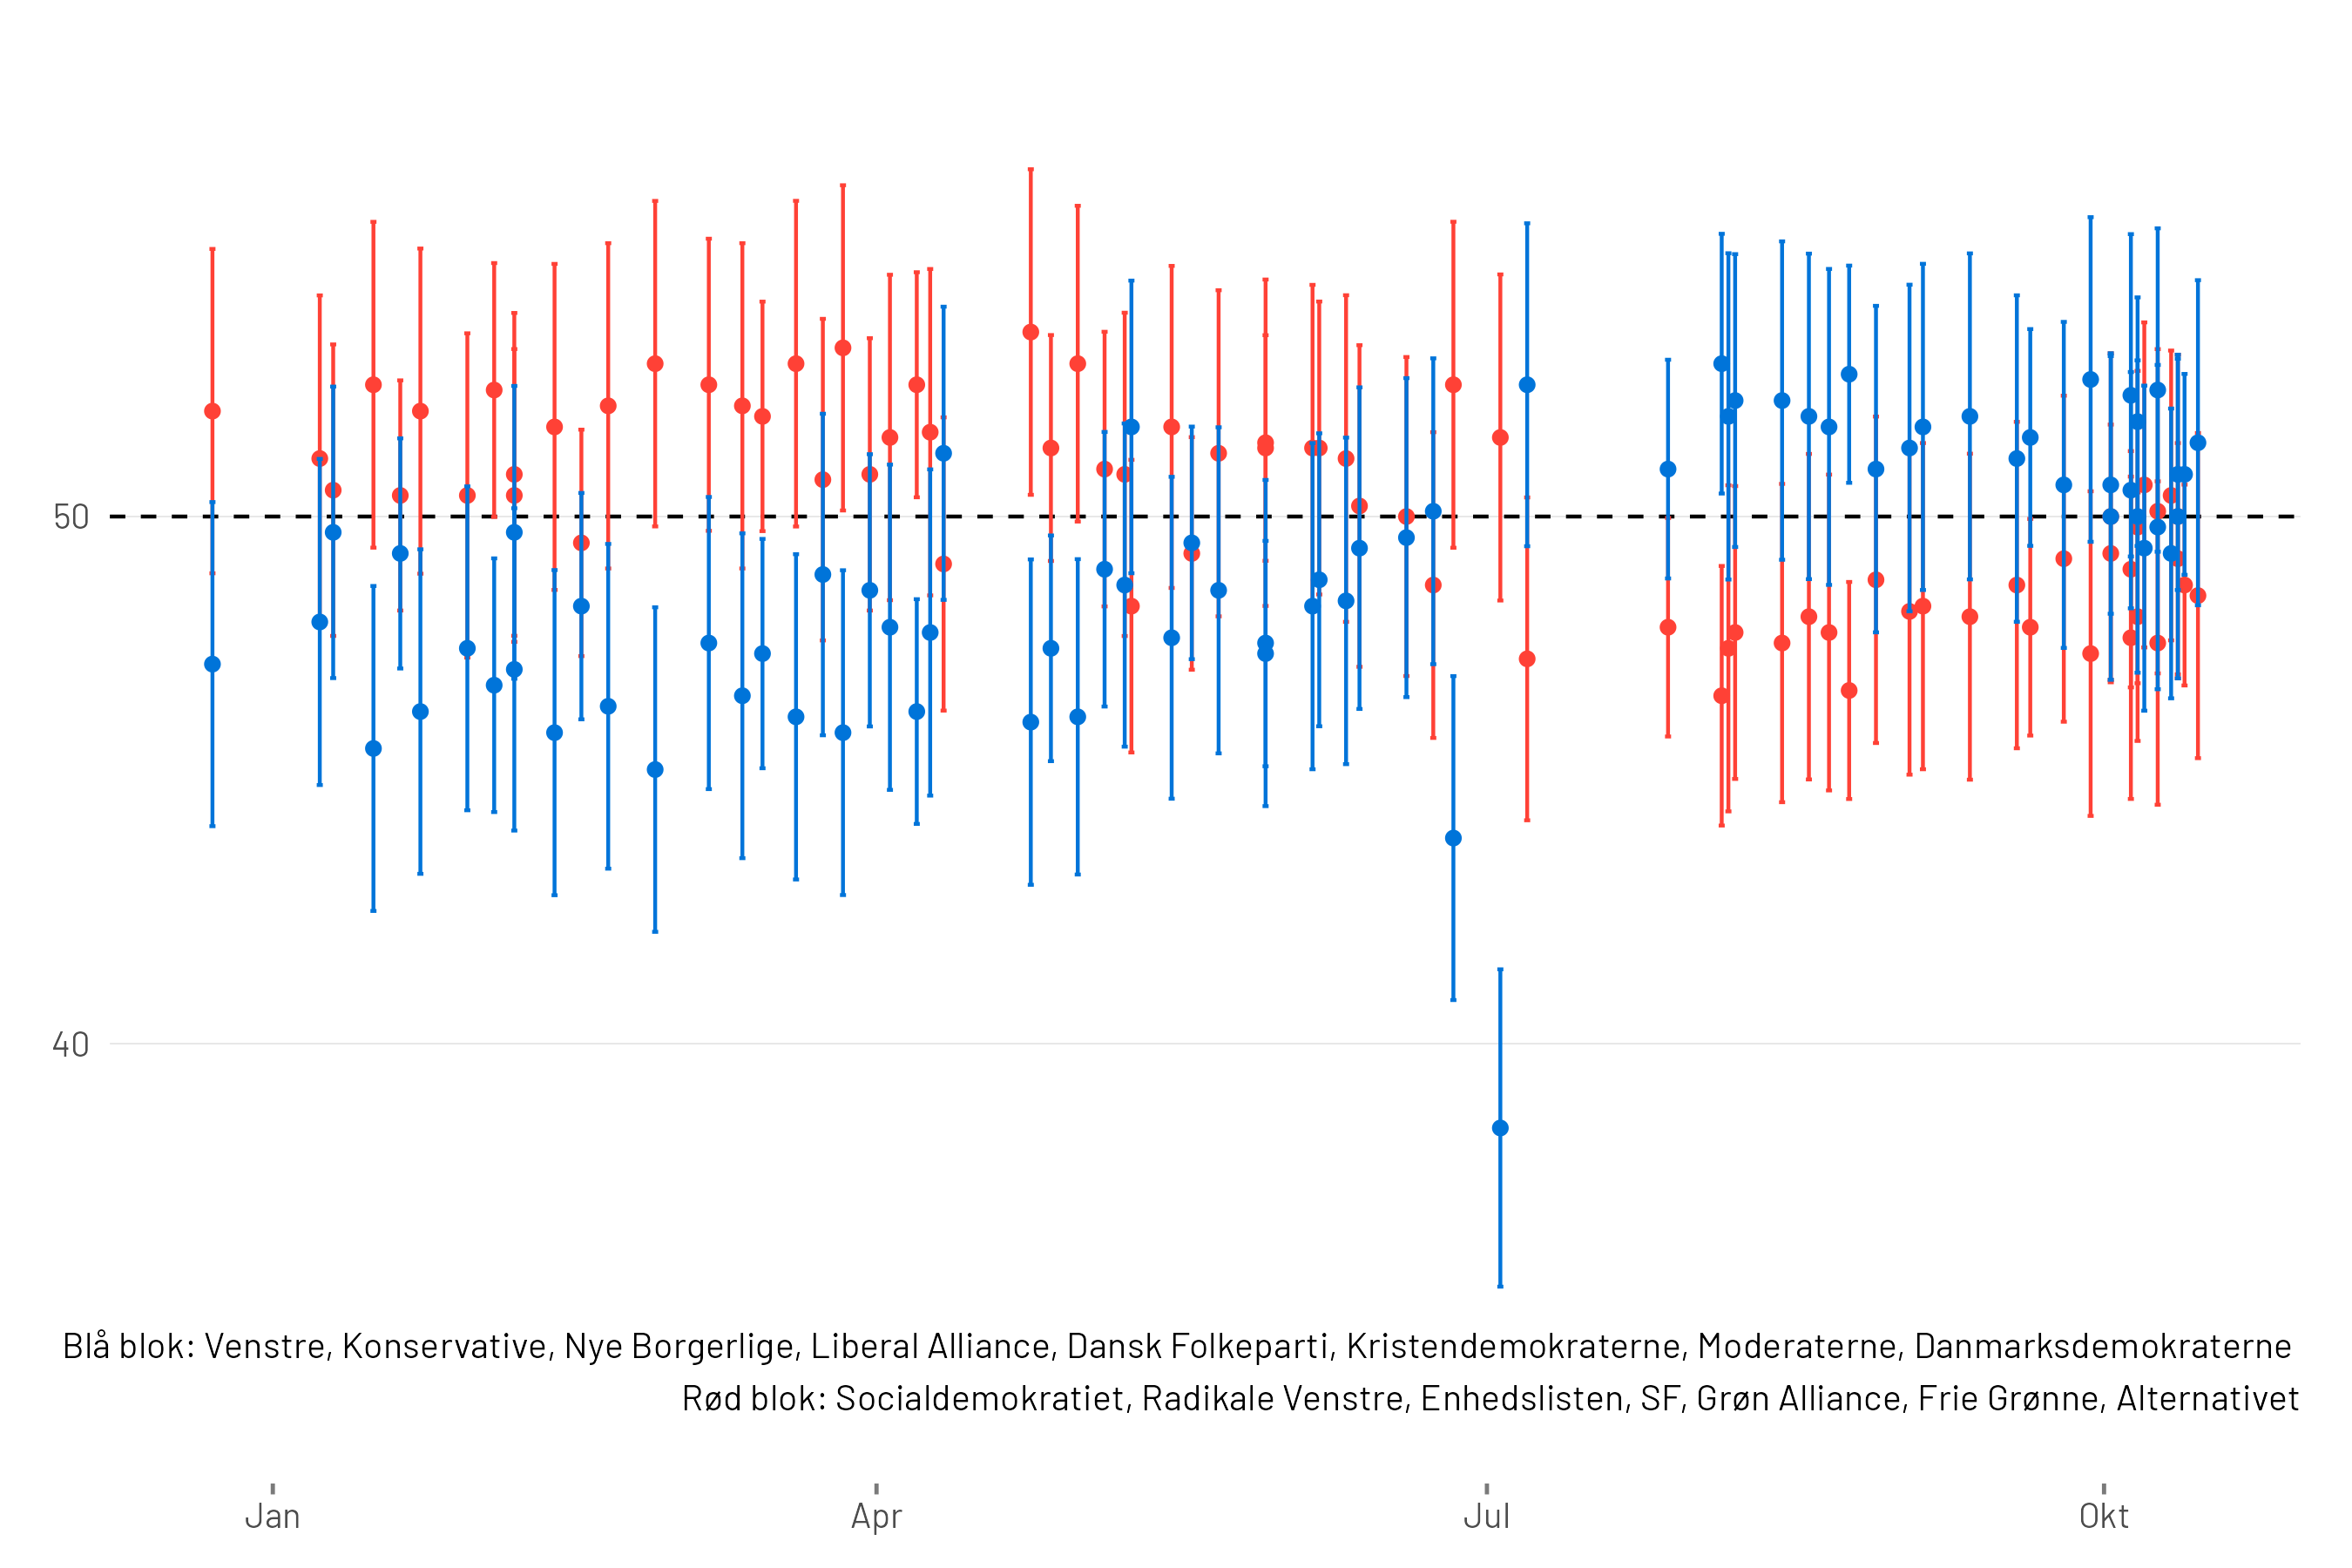 50
40
Blå blok: Venstre, Konservative, Nye Borgerlige, Liberal Alliance, Dansk Folkeparti, Kristendemokraterne, Moderaterne, Danmarksdemokraterne
Rød blok: Socialdemokratiet, Radikale Venstre, Enhedslisten, SF, Grøn Alliance, Frie Grønne, Alternativet
Jan Apr Jul Okt